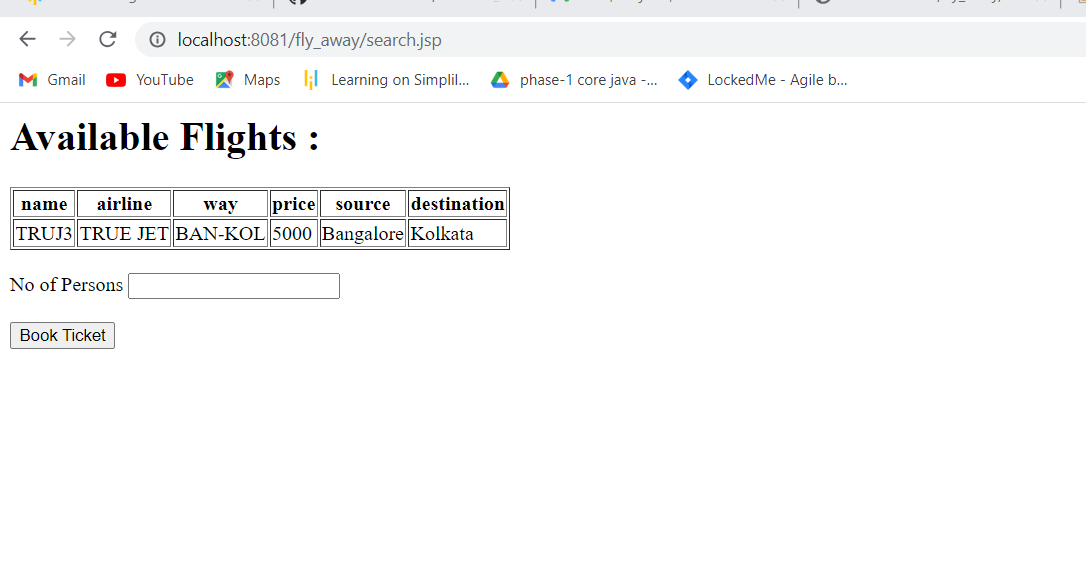 localhost:8081/fly_away/search.jsp
Gmail YouTube Maps Learning on Simplil... phase-1 core java -... LockedMe - Agile b...
Available Flights :
name airline way price source destination
TRUJ3 TRUE JET BAN-KOL 5000 Bangalore Kolkata
No of Persons
Book Ticket